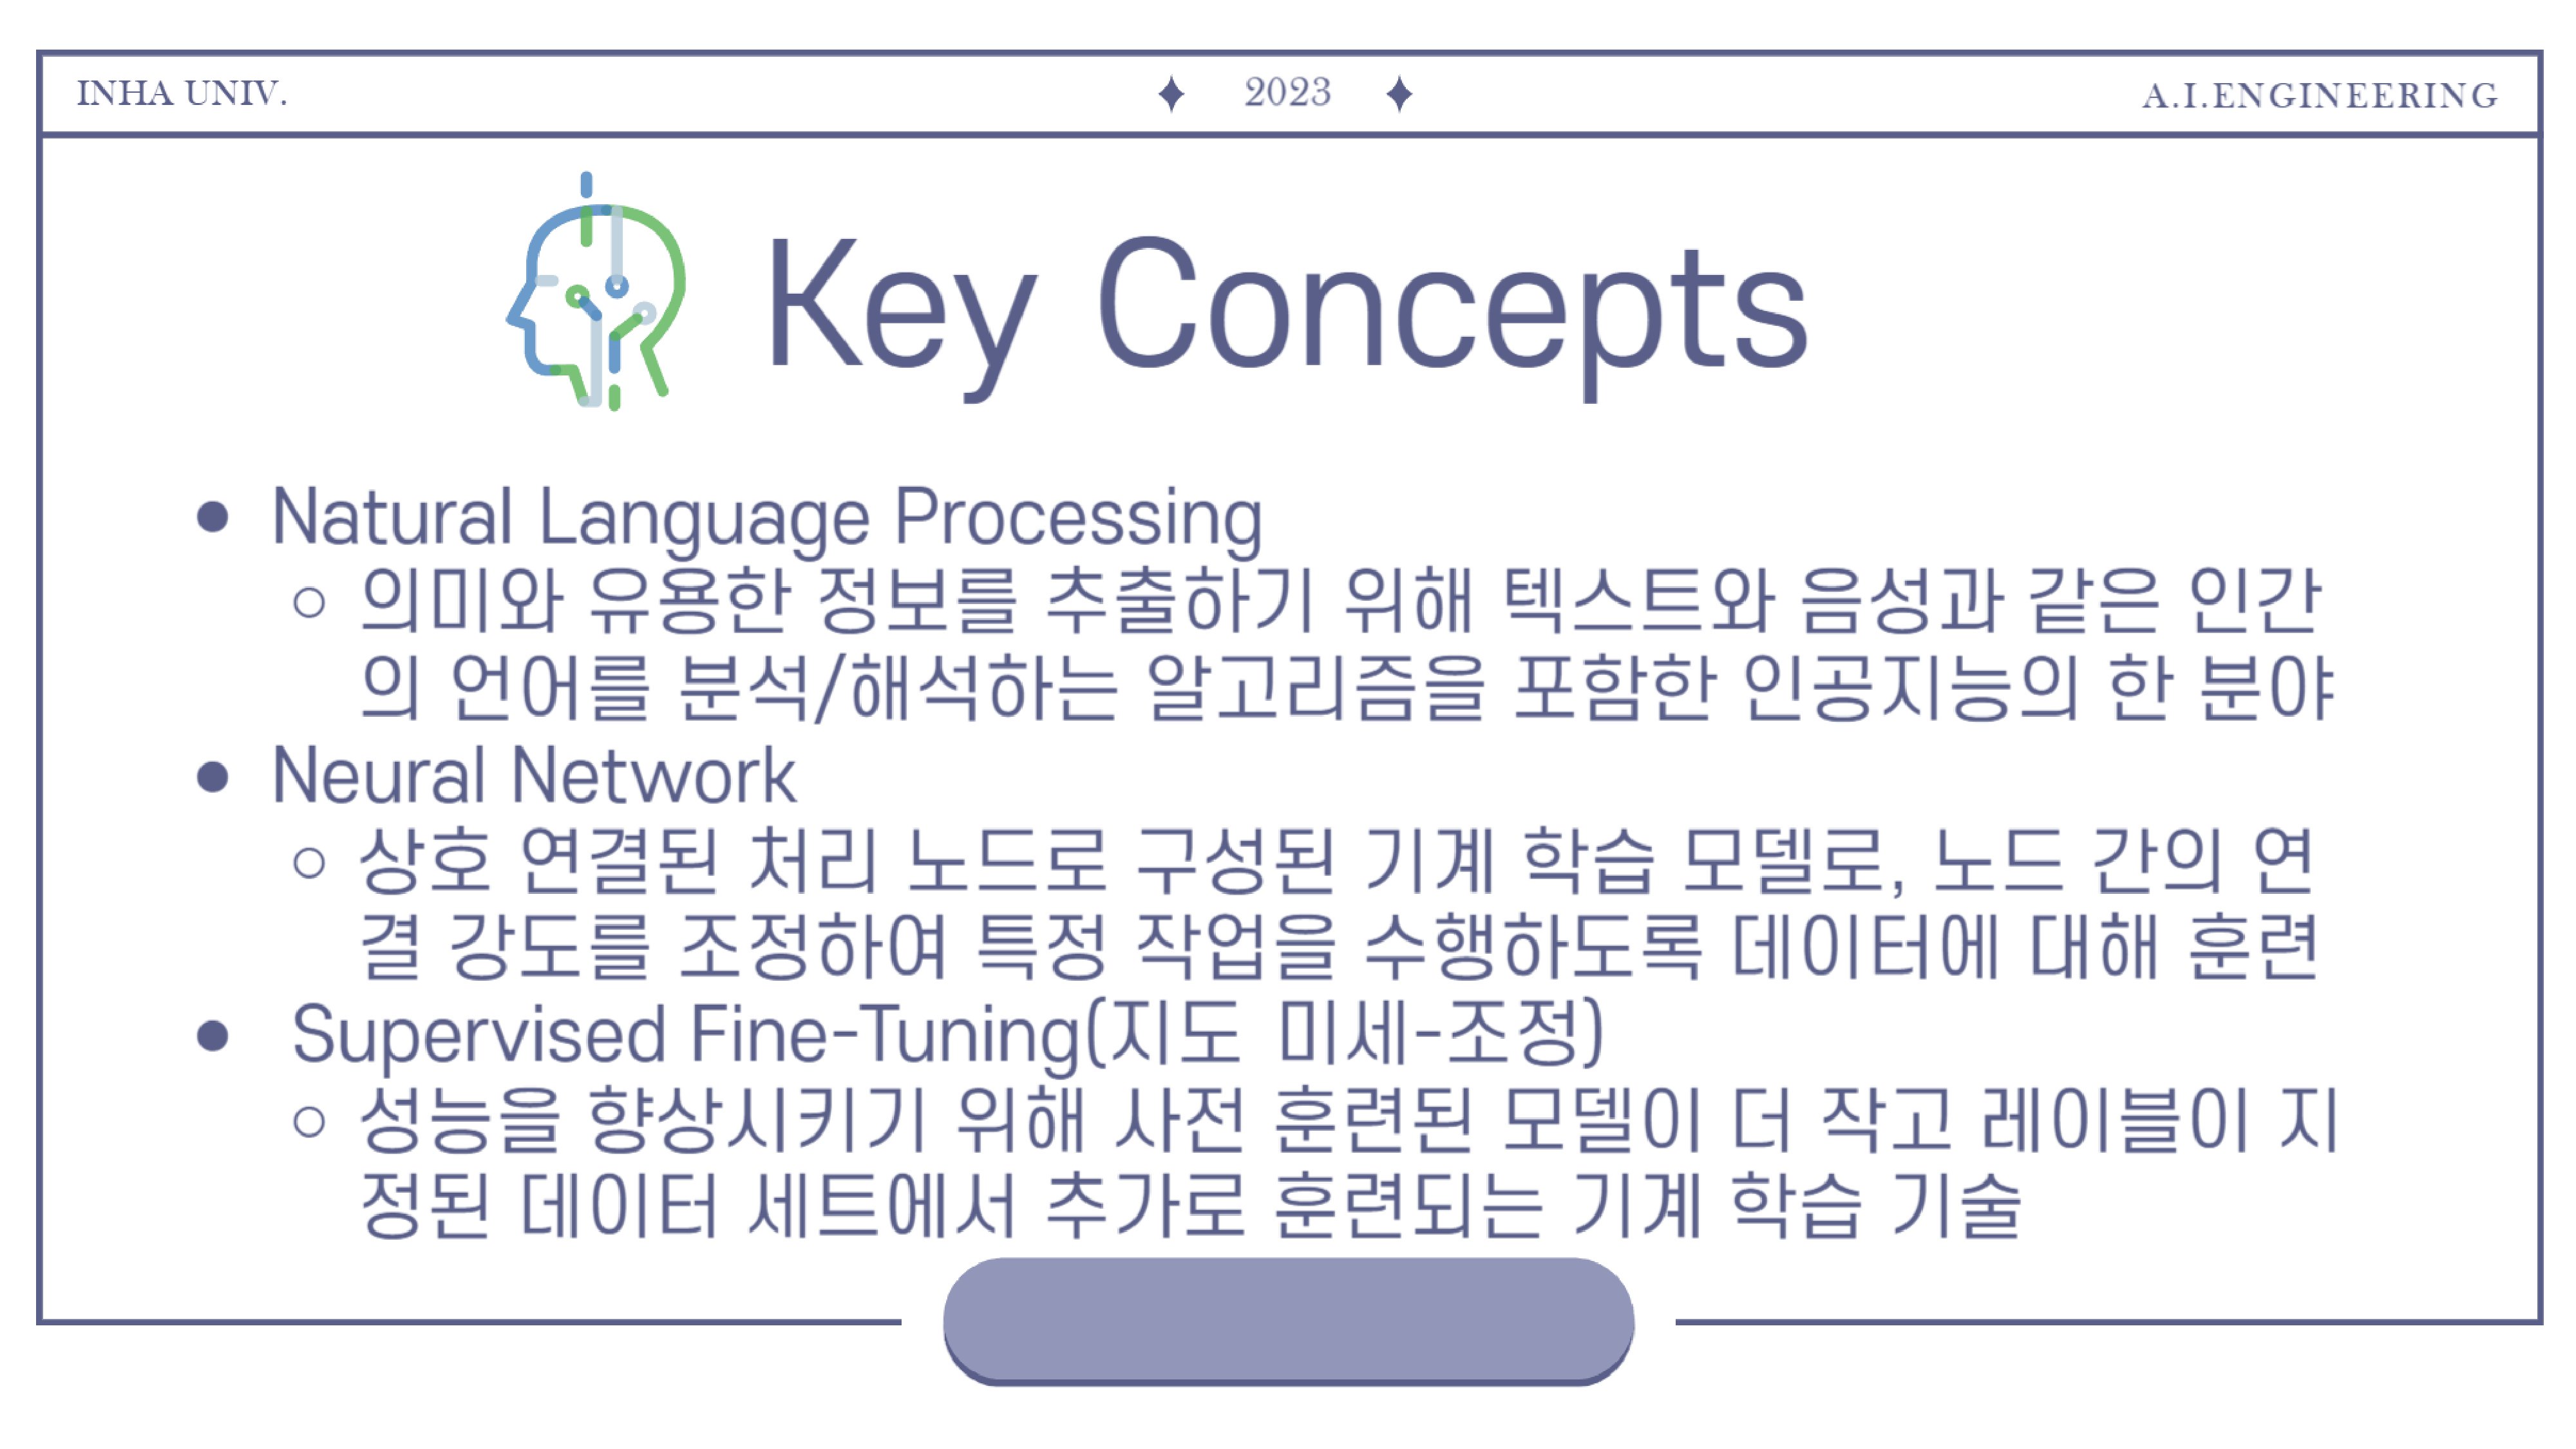 INHA UNIV.
2023
A.I.ENGINEERING
Key Concepts
● Natural Language Processing
○ 의미와 유용한 정보를 추출하기 위해 텍스트와 음성과 같은 인간
의 언어를 분석/해석하는 알고리즘을 포함한 인공지능의 한 분야
● Neural Network
○ 상호 연결된 처리 노드로 구성된 기계 학습 모델로, 노드 간의 연
결 강도를 조정하여 특정 작업을 수행하도록 데이터에 대해 훈련
● Supervised Fine-Tuning(지도 미세-조정)
○ 성능을 향상시키기 위해 사전 훈련된 모델이 더 작고 레이블이 지
정된 데이터 세트에서 추가로 훈련되는 기계 학습 기술